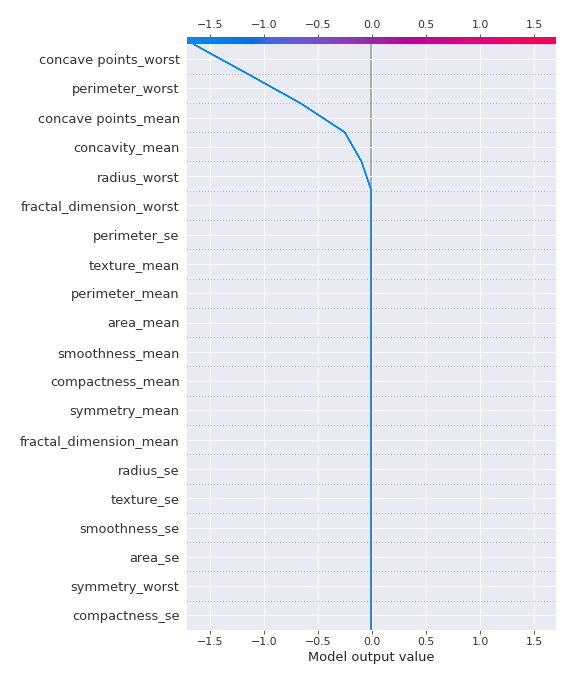 −1.5 −1.0 −0.5 0.0 0.5 1.0 1.5
concave points_worst
perimeter_worst
concave points_mean
concavity_mean
radius_worst
fractal_dimension_worst
perimeter_se
texture_mean
perimeter_mean
area_mean
smoothness_mean
compactness_mean
symmetry_mean
fractal_dimension_mean
radius_se
texture_se
smoothness_se
area_se
symmetry_worst
compactness_se
−1.5 −1.0 −0.5 0.0 0.5 1.0 1.5
Model output value